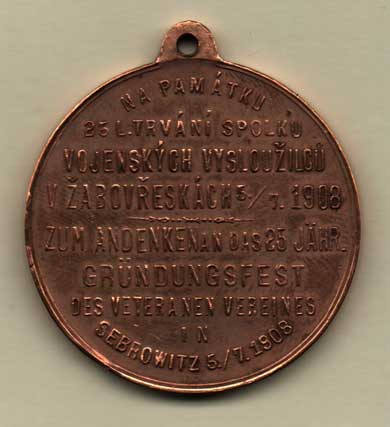 NA PAMÁTKU
25 L. TRVÁNÍ SPOLKU
VOJENSKÝCH VYSLOUŽILCŮ
V ŽABOVŘESKÁCH 5./7. 1908
ZUM ANDENKEN AN DAS 25 JÄHR.
GRÜNDUNGSFEST
DES VETERANEN VEREINES
IN
SEBROWITZ 5./7. 1908